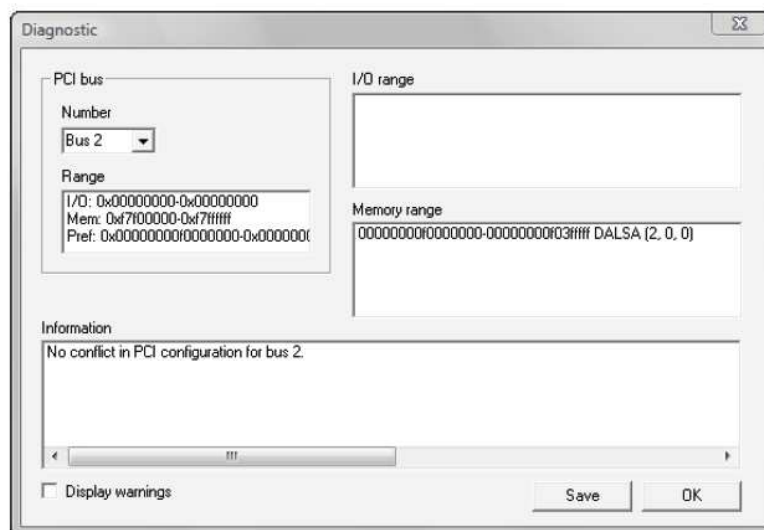 Diagnostic
PCI bus
Number
Bus 2
Range
I/O: 0x00000000-0x00000000
Mem: 0xf7f00000-0xf7ffffff
Pref: 0x00000000f0000000-0x0000000
I/O range
Memory range
00000000f0000000-00000000f03fffff DALSA (2, 0, 0)
Information
No conflict in PCI configuration for bus 2.
Display warnings
Save
OK